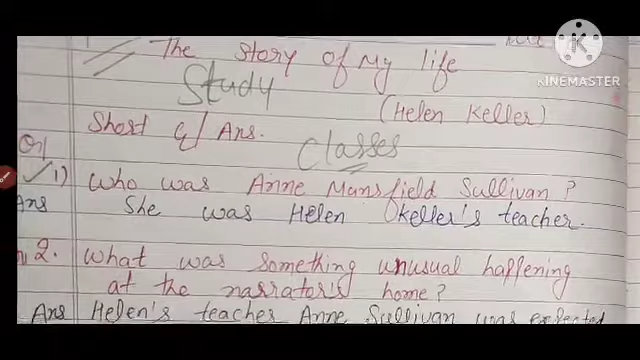 The story of My life
Study
(Helen Keller)
Short Q/Ans.
Classes
1) Who was Anne Mansfield Sullivan?
Ans She was Helen Keller's teacher.
2. What was something unusual happening
at the narrator's home?
Ans Helen's teacher Anne Sullivan was expected
KINEMASTER